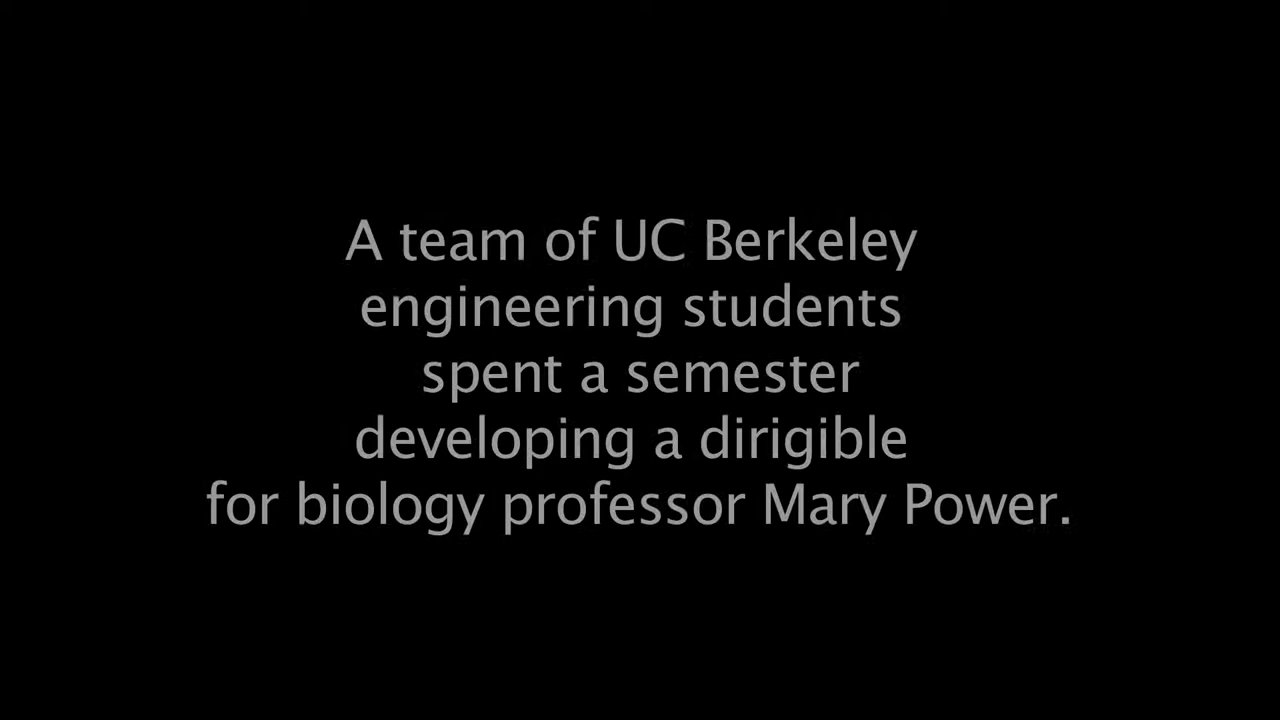 A team of UC Berkeley
engineering students
spent a semester
developing a dirigible
for biology professor Mary Power.